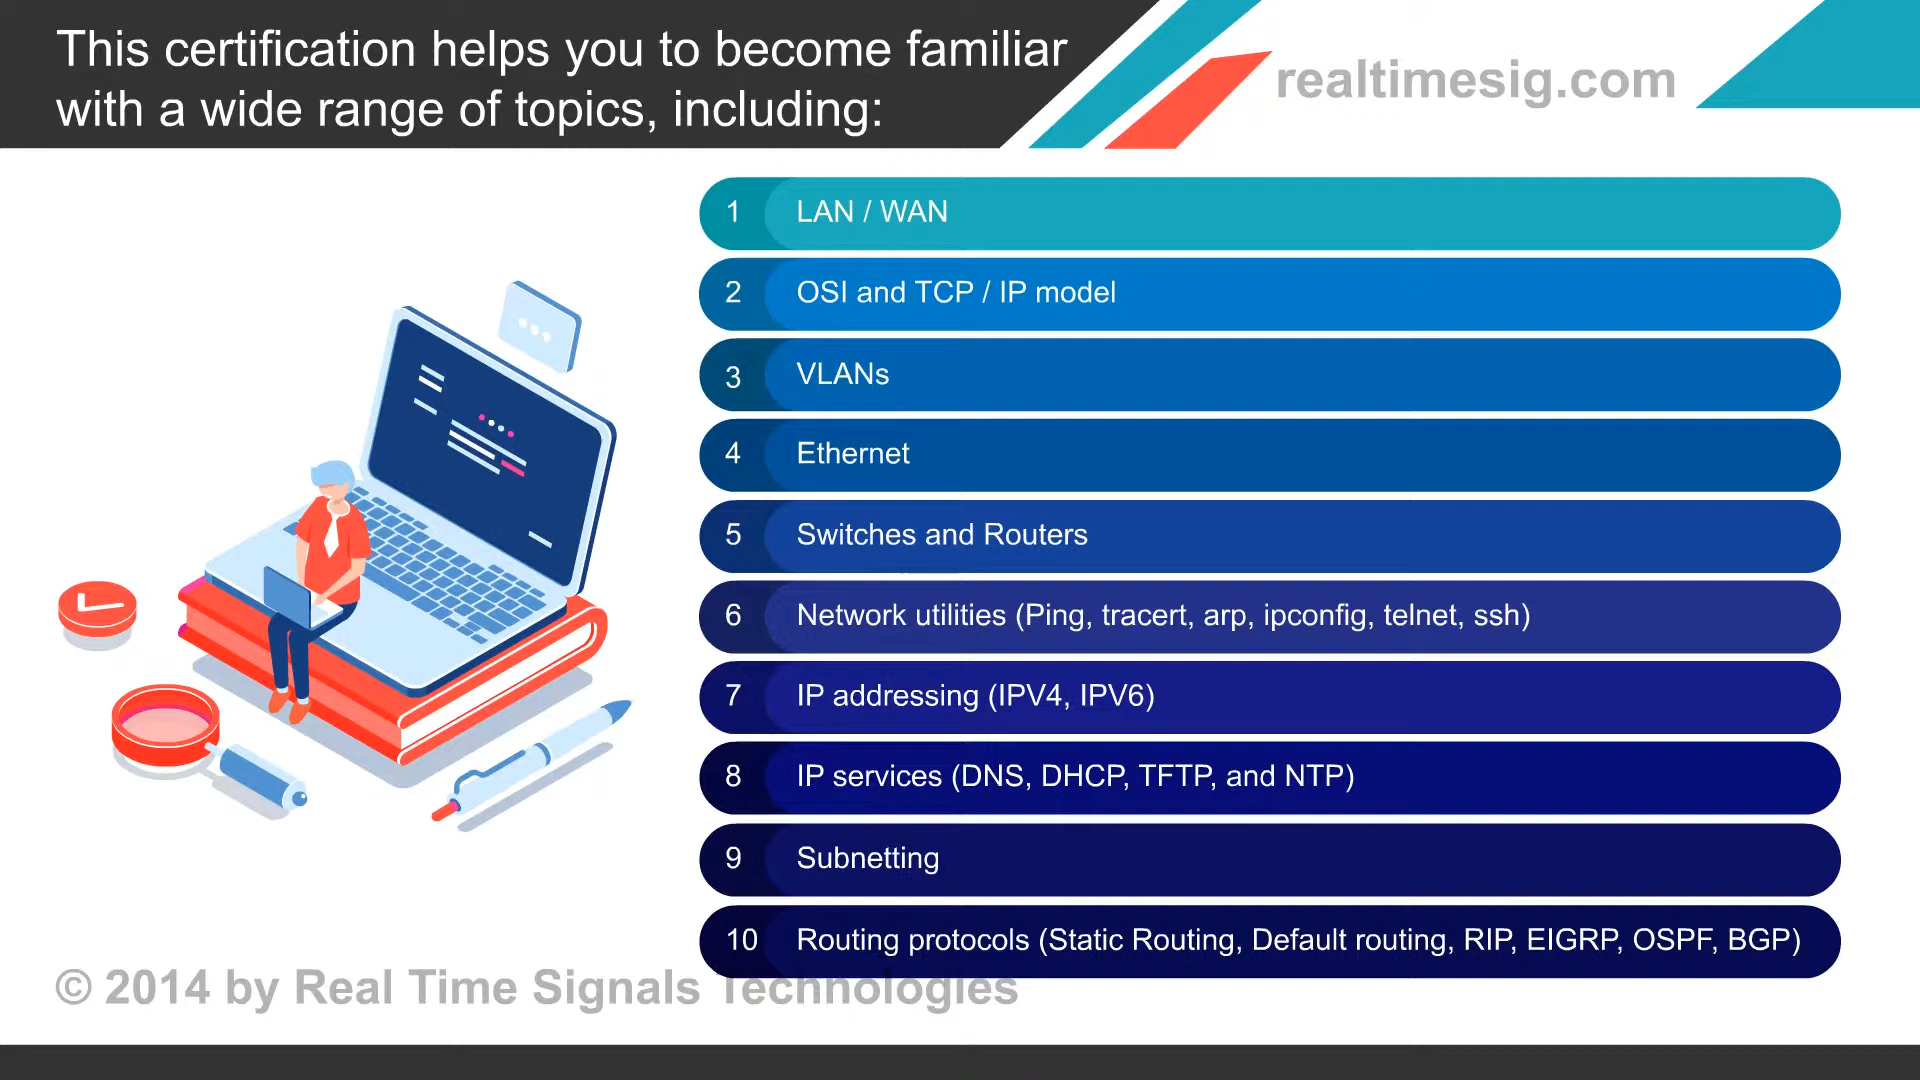 This certification helps you to become familiar
with a wide range of topics, including:
realtimesig.com
1 LAN / WAN
2 OSI and TCP / IP model
3 VLANs
4 Ethernet
5 Switches and Routers
6 Network utilities (Ping, tracert, arp, ipconfig, telnet, ssh)
7 IP addressing (IPV4, IPV6)
8 IP services (DNS, DHCP, TFTP, and NTP)
9 Subnetting
10 Routing protocols (Static Routing, Default routing, RIP, EIGRP, OSPF, BGP)
© 2014 by Real Time Signals Technologies